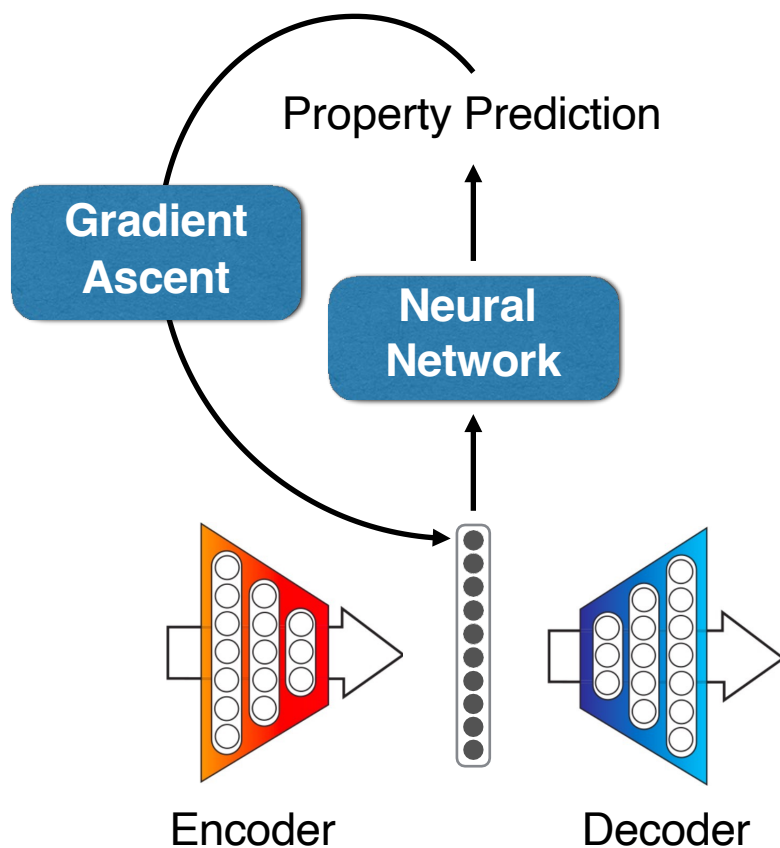 Property Prediction
Gradient
Ascent
Neural
Network
Encoder
Decoder